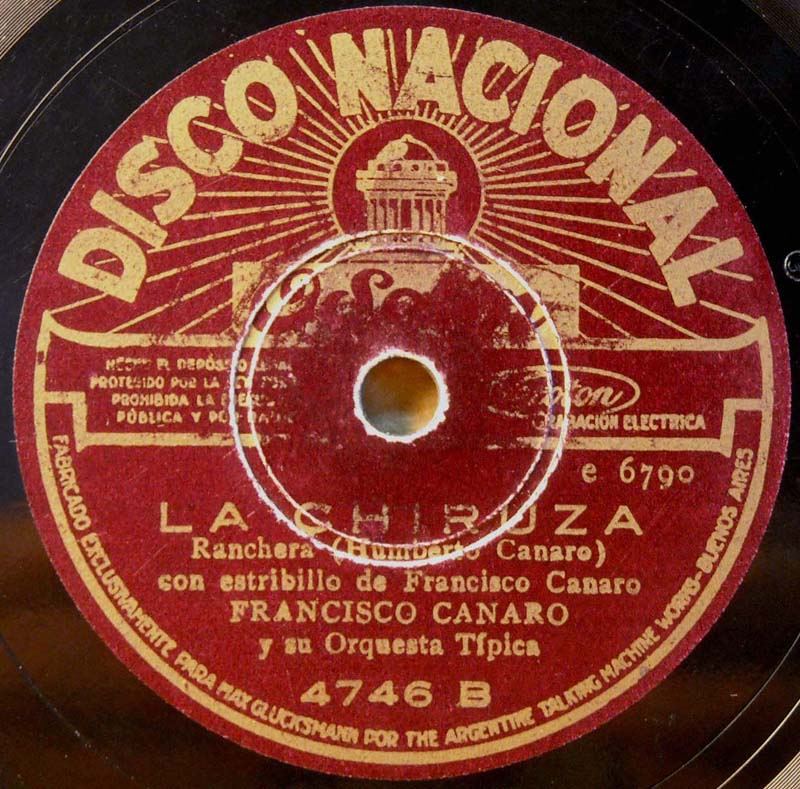 DISCO NACIONAL
HECHO EL DEPÓSITO
PROTEGIDO POR LA
PROHIBIDA LA
PÚBLICA Y POR
GRABACIÓN ELECTRICA
e 6790
LA CHIRUZA
Ranchera (Humberto Canaro)
con estribillo de Francisco Canaro
FRANCISCO CANARO
y su Orquesta Típica
4746 B
FABRICADO EXCLUSIVAMENTE PARA MAX GLÜCKSMANN POR THE ARGENTINE TALKING MACHINE WORKS-BUENOS AIRES